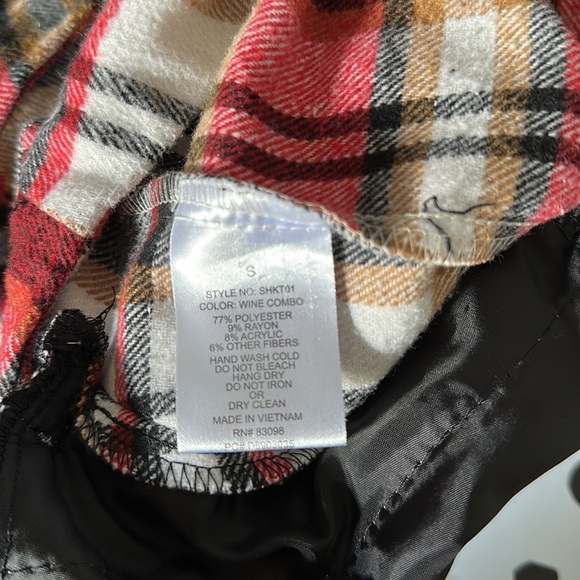 S
STYLE NO: SHKT01
COLOR: WINE COMBO
77% POLYESTER
9% RAYON
8% ACRYLIC
6% OTHER FIBERS
HAND WASH COLD
DO NOT BLEACH
HANG DRY
DO NOT IRON
OR
DRY CLEAN
MADE IN VIETNAM
RN# 83098
PO#